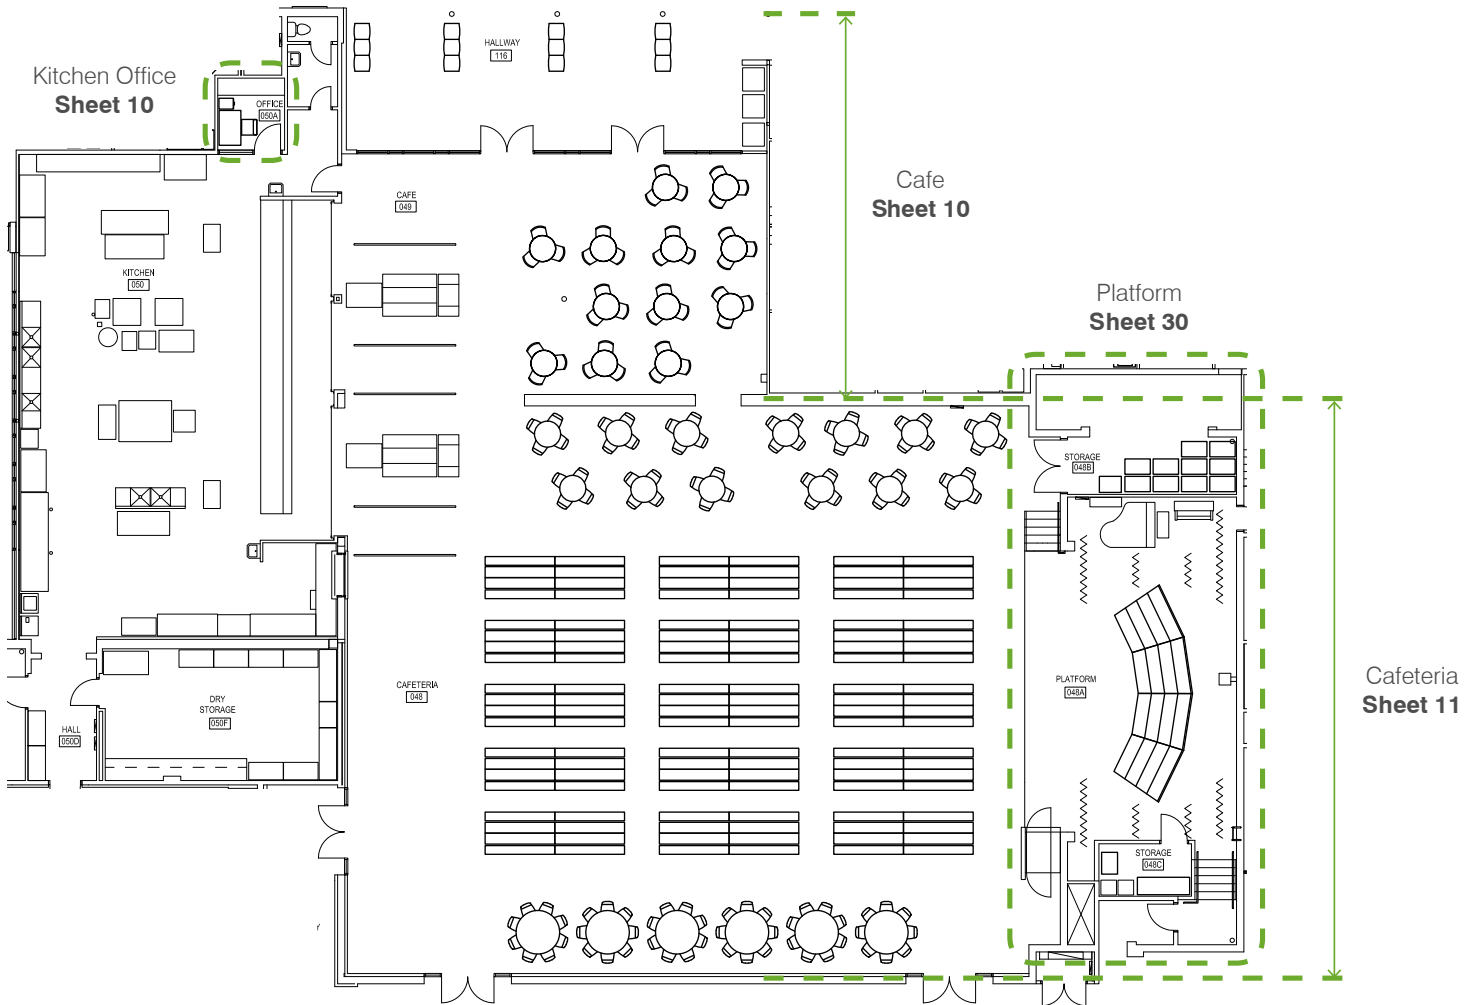 HALLWAY
116
Kitchen Office
Sheet 10
OFFICE
050A
Cafe
Sheet 10
CAFE
049
KITCHEN
050
Platform
Sheet 30
STORAGE
048B
PLATFORM
048A
Cafeteria
Sheet 11
CAFETERIA
048
DRY
STORAGE
050F
HALL
050D
STORAGE
048C